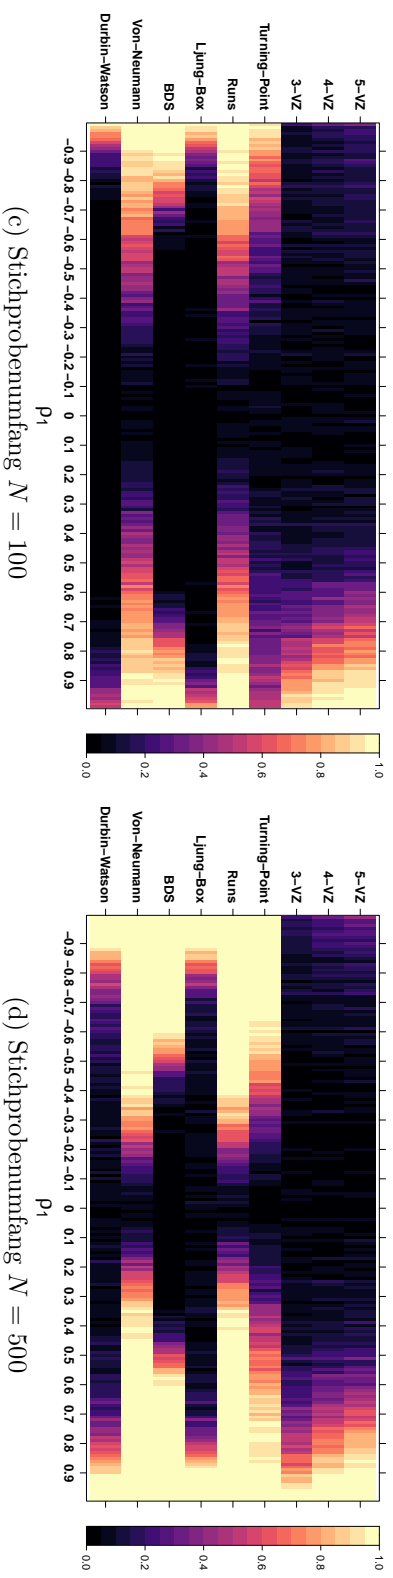 Durbin−Watson
Von−Neumann
BDS
Ljung−Box
Runs
Turning−Point
3−VZ
4−VZ
5−VZ
−0.9
−0.8
−0.7
−0.6
−0.5
−0.4
−0.3
−0.2
−0.1
0
0.1
0.2
0.3
0.4
0.5
0.6
0.7
0.8
0.9
ρ1
0.0
0.2
0.4
0.6
0.8
1.0
(c) Stichprobenumfang N = 100
Durbin−Watson
Von−Neumann
BDS
Ljung−Box
Runs
Turning−Point
3−VZ
4−VZ
5−VZ
−0.9
−0.8
−0.7
−0.6
−0.5
−0.4
−0.3
−0.2
−0.1
0
0.1
0.2
0.3
0.4
0.5
0.6
0.7
0.8
0.9
ρ1
0.0
0.2
0.4
0.6
0.8
1.0
(d) Stichprobenumfang N = 500